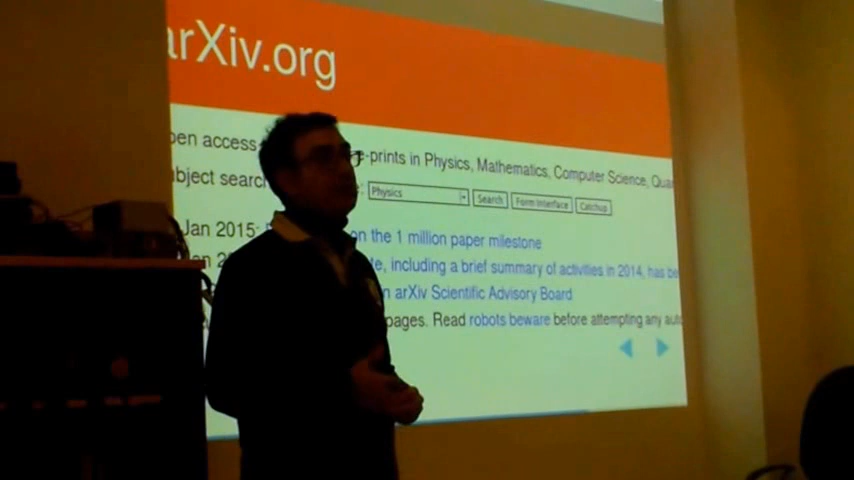 arXiv.org
pen access e-prints in Physics, Mathematics, Computer Science, Qua
bject search : Physics Search Form Interface Catchup
Jan 2015: on the 1 million paper milestone
te, including a brief summary of activities in 2014, has be
n arXiv Scientific Advisory Board
pages. Read robots beware before attempting any auto